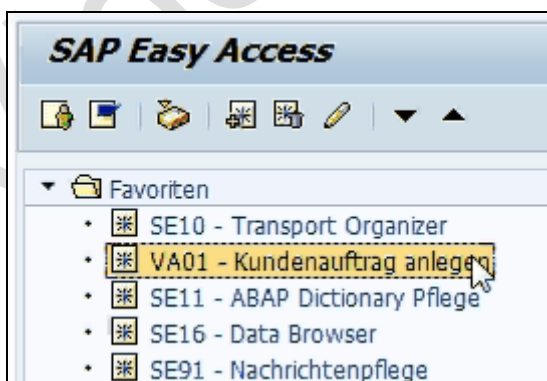 SAP Easy Access
Favoriten
SE10 - Transport Organizer
VA01 - Kundenauftrag anlegen
SE11 - ABAP Dictionary Pflege
SE16 - Data Browser
SE91 - Nachrichtenpflege